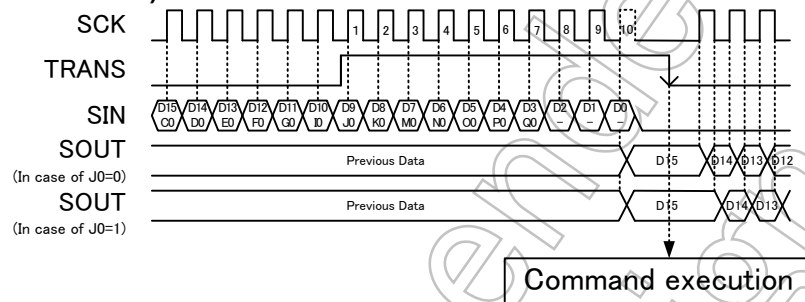 SCK
1 2 3 4 5 6 7 8 9 10
TRANS
SIN
D15 D14 D13 D12 D11 D10 D9 D8 D7 D6 D5 D4 D3 D2 D1 D0
C0 D0 E0 F0 G0 I0 J0 K0 M0 N0 O0 P0 Q0 - - -
SOUT
Previous Data D15 D14 D13 D12
(In case of J0=0)
SOUT
Previous Data D15 D14 D13
(In case of J0=1)
Command execution